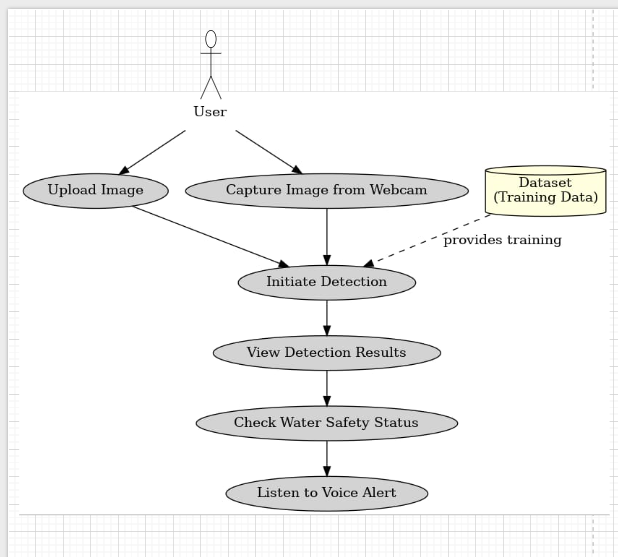 User
Upload Image
Capture Image from Webcam
Dataset
(Training Data)
provides training
Initiate Detection
View Detection Results
Check Water Safety Status
Listen to Voice Alert